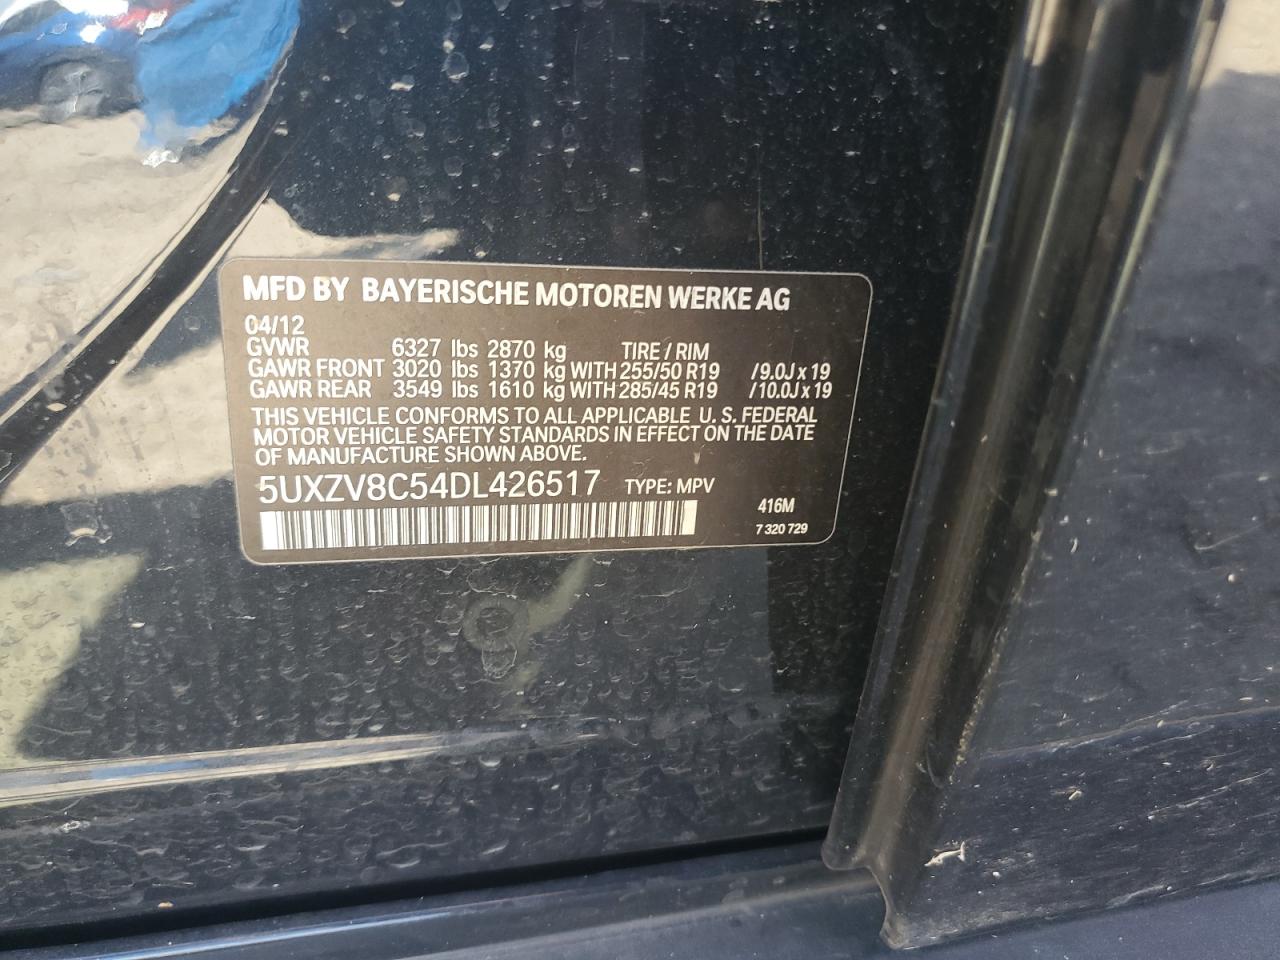 MFD BY BAYERISCHE MOTOREN WERKE AG
04/12
GVWR 6327 lbs 2870 kg TIRE / RIM
GAWR FRONT 3020 lbs 1370 kg WITH 255/50 R19 /9.0J x 19
GAWR REAR 3549 lbs 1610 kg WITH 285/45 R19 /10.0J x 19
THIS VEHICLE CONFORMS TO ALL APPLICABLE U. S. FEDERAL
MOTOR VEHICLE SAFETY STANDARDS IN EFFECT ON THE DATE
OF MANUFACTURE SHOWN ABOVE.
5UXZV8C54DL426517 TYPE: MPV
416M
7 320 729